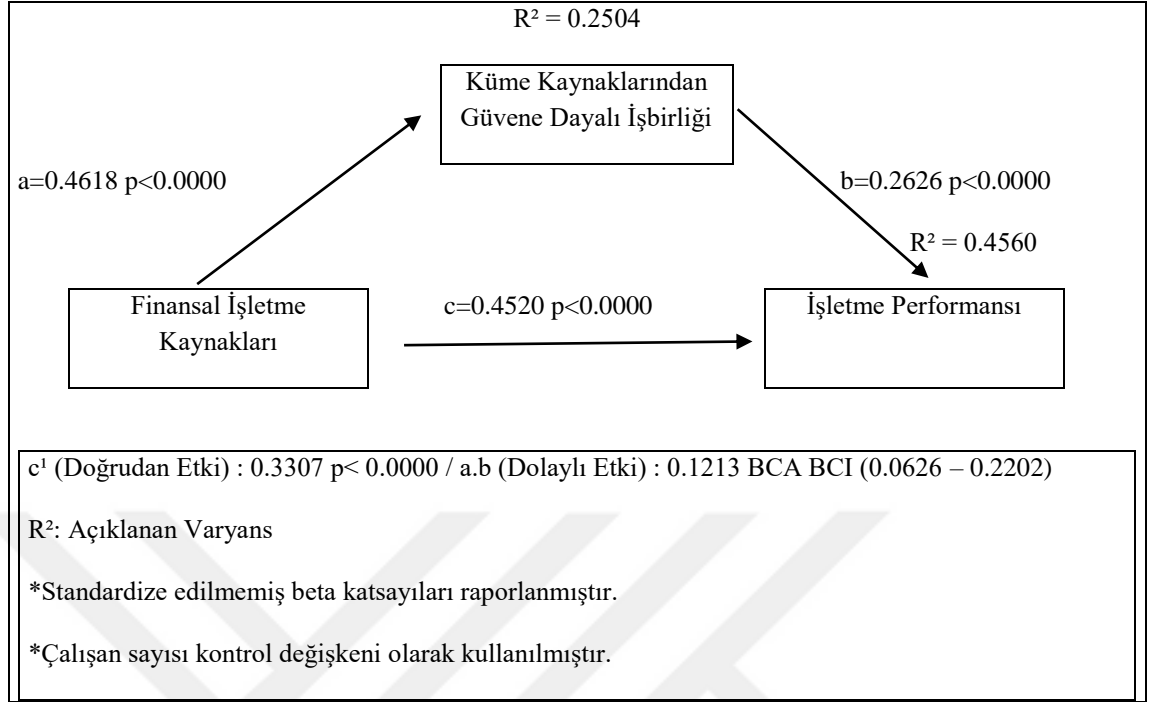 R² = 0.2504
Küme Kaynaklarından
Güvene Dayalı İşbirliği
a=0.4618 p<0.0000
b=0.2626 p<0.0000
R² = 0.4560
Finansal İşletme
Kaynakları
c=0.4520 p<0.0000
İşletme Performansı
c¹ (Doğrudan Etki) : 0.3307 p< 0.0000 / a.b (Dolaylı Etki) : 0.1213 BCA BCI (0.0626 – 0.2202)
R²: Açıklanan Varyans
*Standardize edilmemiş beta katsayıları raporlanmıştır.
*Çalışan sayısı kontrol değişkeni olarak kullanılmıştır.